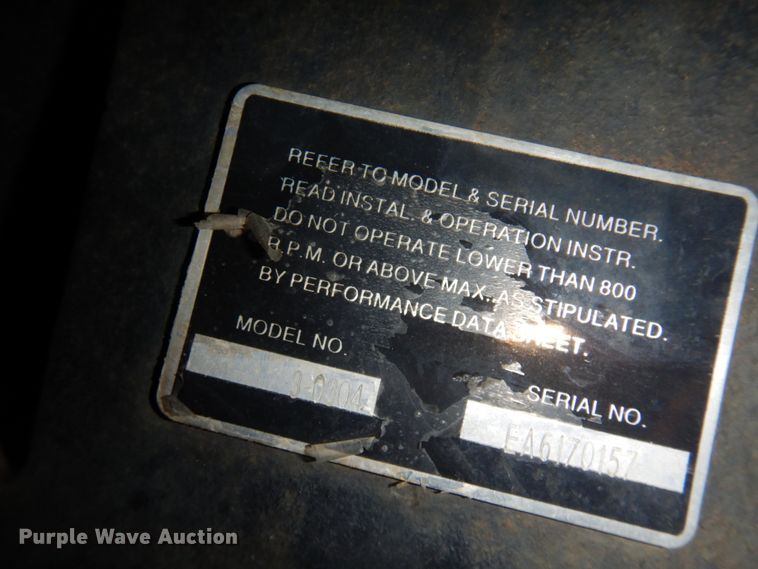 REFER TO MODEL & SERIAL NUMBER.
READ INSTAL. & OPERATION INSTR.
DO NOT OPERATE LOWER THAN 800
R.P.M. OR ABOVE MAX. AS STIPULATED.
BY PERFORMANCE DATA SHEET.
MODEL NO.
SERIAL NO.
EA6170157
Purple Wave Auction